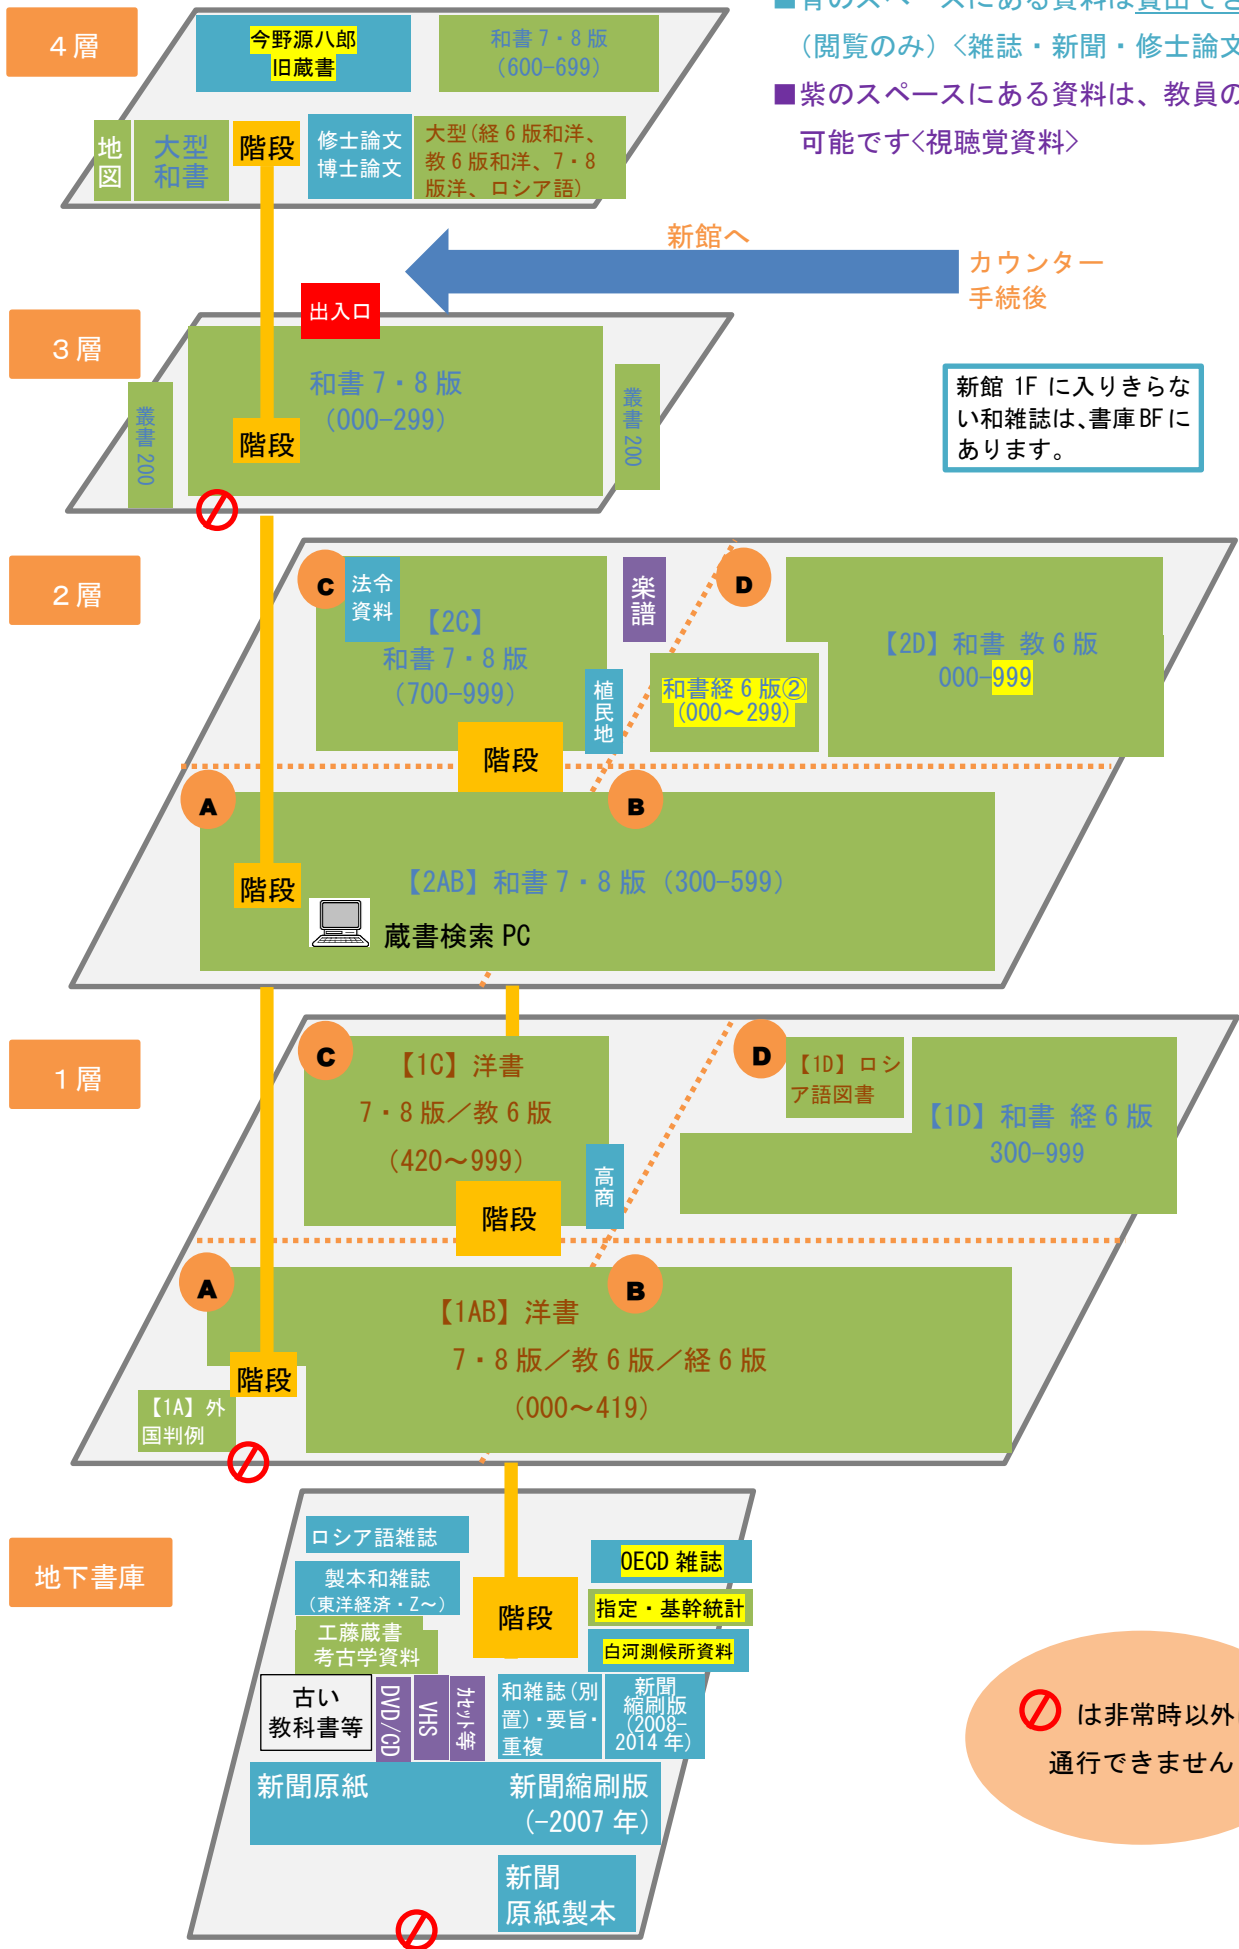 ■青のスペースにある資料は貸出でき
（閲覧のみ）<雑誌・新聞・修士論文
■紫のスペースにある資料は、教員の
可能です<視聴覚資料>
４層
今野源八郎
旧蔵書
和書７・８版
（600-699）
地図
大型
和書
階段
修士論文
博士論文
大型（経６版和洋、
教６版和洋、７・８
版洋、ロシア語）
新館へ
カウンター
手続後
出入口
３層
和書７・８版
（000-299）
叢書 200
叢書 200
階段
新館 1F に入りきらな
い和雑誌は、書庫 BF に
あります。
２層
C
法令
資料
【2C】
和書７・８版
（700-999）
楽譜
植民地
D
【2D】和書 教６版
000-999
和書経６版②
（000～299）
階段
A
B
【2AB】和書７・８版（300-599）
階段
蔵書検索 PC
１層
C
【1C】洋書
７・８版／教６版
（420～999）
高商
D
【1D】ロシ
ア語図書
【1D】和書 経６版
300-999
階段
A
B
【1AB】洋書
７・８版／教６版／経６版
（000～419）
階段
【1A】外
国判例
地下書庫
ロシア語雑誌
製本和雑誌
（東洋経済・Z～）
工藤蔵書
考古学資料
階段
OECD 雑誌
指定・基幹統計
白河測候所資料
古い
教科書等
DVD/CD
VHS
ｶｾｯﾄ等
和雑誌（別
置）・要旨・
重複
新聞
縮刷版
（2008-
2014 年）
新聞原紙
新聞縮刷版
（-2007 年）
新聞
原紙製本
は非常時以外
通行できません